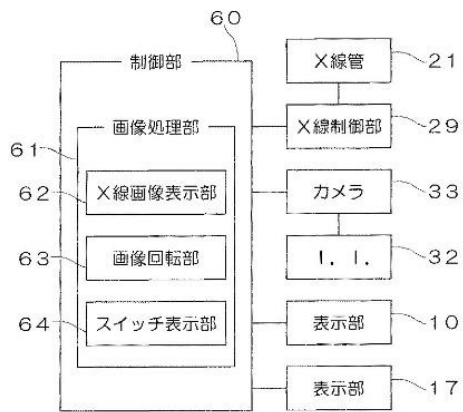 60
制御部
X線管
21
画像処理部
X線制御部
29
61
62
X線画像表示部
カメラ
33
63
画像回転部
I. I.
32
64
スイッチ表示部
表示部
10
表示部
17